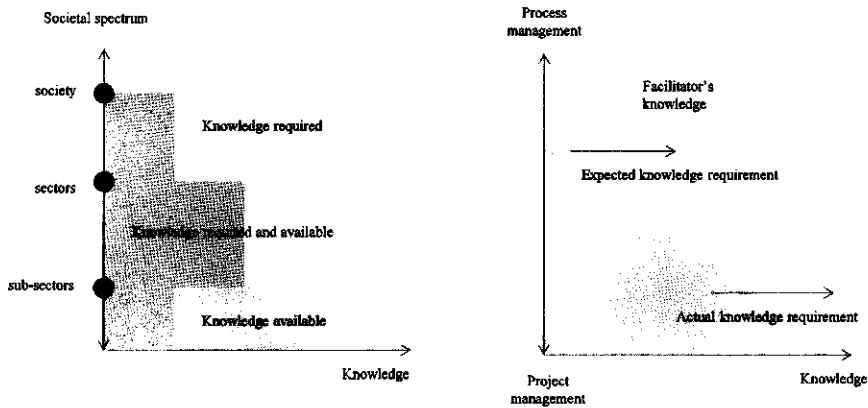 Societal spectrum
society
Knowledge required
sectors
Knowledge required and available
sub-sectors
Knowledge available
Knowledge
Process
management
Facilitator's
knowledge
Expected knowledge requirement
Actual knowledge requirement
Project
management
Knowledge